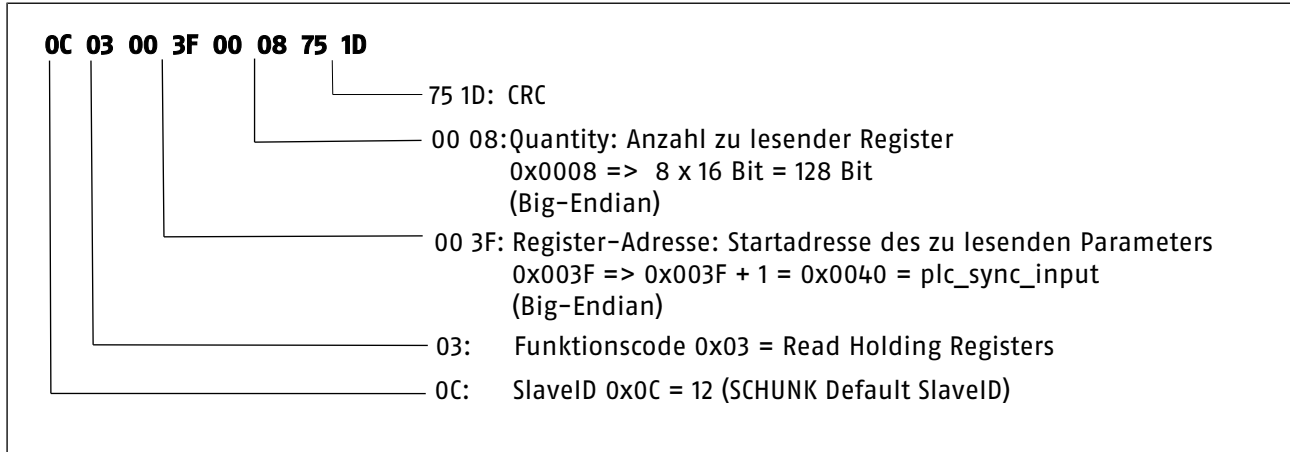 0C 03 00 3F 00 08 75 1D
75 1D: CRC
00 08:Quantity: Anzahl zu lesender Register
0x0008 => 8 x 16 Bit = 128 Bit
(Big-Endian)
00 3F: Register-Adresse: Startadresse des zu lesenden Parameters
0x003F => 0x003F + 1 = 0x0040 = plc_sync_input
(Big-Endian)
03: Funktionscode 0x03 = Read Holding Registers
0C: SlaveID 0x0C = 12 (SCHUNK Default SlaveID)